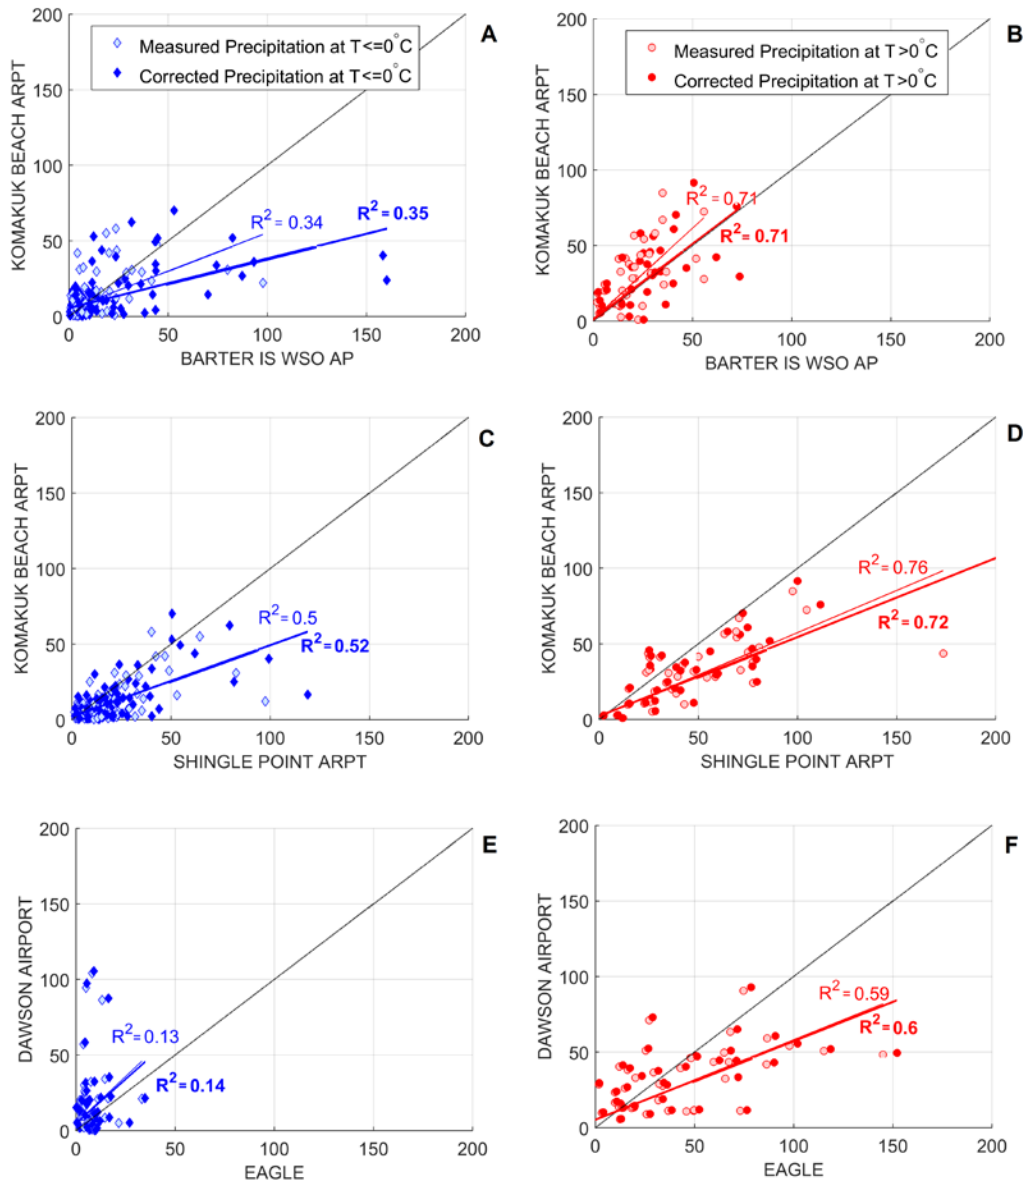 A
Measured Precipitation at T<=0°C
Corrected Precipitation at T<=0°C
200
150
100
50
0
KOMAKUK BEACH ARPT
R²= 0.34
R²= 0.35
0 50 100 150 200
BARTER IS WSO AP
B
Measured Precipitation at T>0°C
Corrected Precipitation at T>0°C
200
150
100
50
0
KOMAKUK BEACH ARPT
R²= 0.71
R²= 0.71
0 50 100 150 200
BARTER IS WSO AP
C
200
150
100
50
0
KOMAKUK BEACH ARPT
R²= 0.5
R²= 0.52
0 50 100 150 200
SHINGLE POINT ARPT
D
200
150
100
50
0
KOMAKUK BEACH ARPT
R²= 0.76
R²= 0.72
0 50 100 150 200
SHINGLE POINT ARPT
E
200
150
100
50
0
DAWSON AIRPORT
R²= 0.13
R²= 0.14
0 50 100 150 200
EAGLE
F
200
150
100
50
0
DAWSON AIRPORT
R²= 0.59
R²= 0.6
0 50 100 150 200
EAGLE